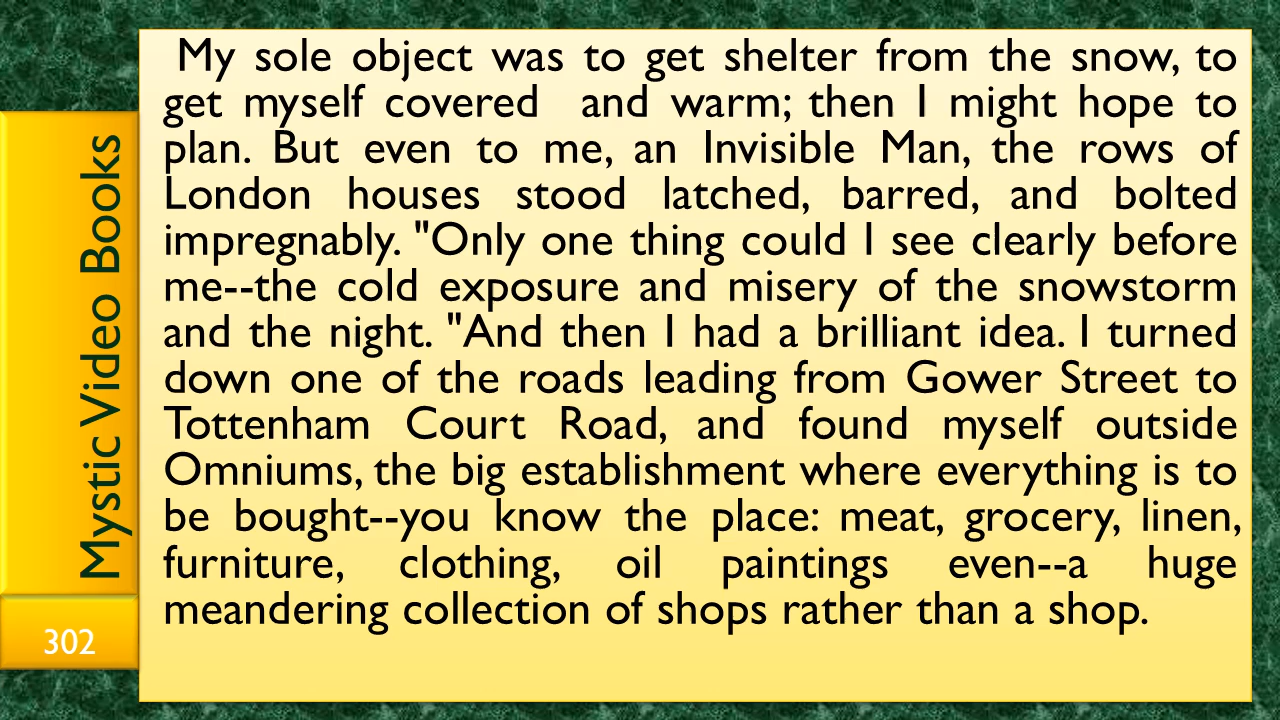 My sole object was to get shelter from the snow, to
get myself covered and warm; then I might hope to
plan. But even to me, an Invisible Man, the rows of
London houses stood latched, barred, and bolted
impregnably. "Only one thing could I see clearly before
me--the cold exposure and misery of the snowstorm
and the night. "And then I had a brilliant idea. I turned
down one of the roads leading from Gower Street to
Tottenham Court Road, and found myself outside
Omniums, the big establishment where everything is to
be bought--you know the place: meat, grocery, linen,
furniture, clothing, oil paintings even--a huge
meandering collection of shops rather than a shop.
Mystic Video Books
302